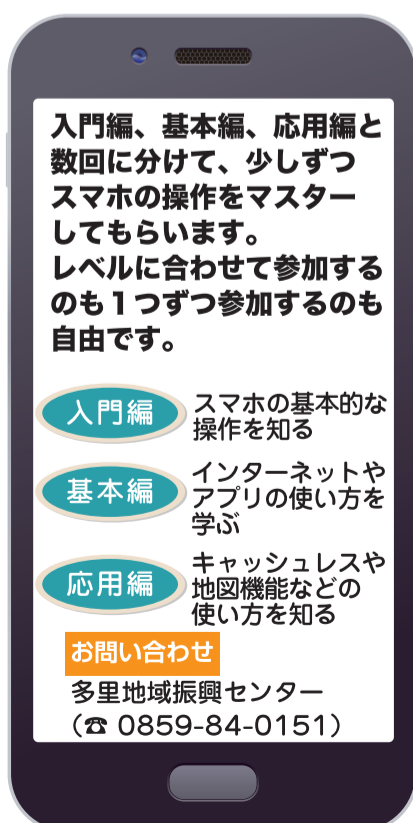 入門編、基本編、応用編と
数回に分けて、少しずつ
スマホの操作をマスター
してもらいます。
レベルに合わせて参加する
のも１つずつ参加するのも
自由です。
入門編
スマホの基本的な
操作を知る
基本編
インターネットや
アプリの使い方を
学ぶ
応用編
キャッシュレスや
地図機能などの
使い方を知る
お問い合わせ
多里地域振興センター
（☎ 0859-84-0151）